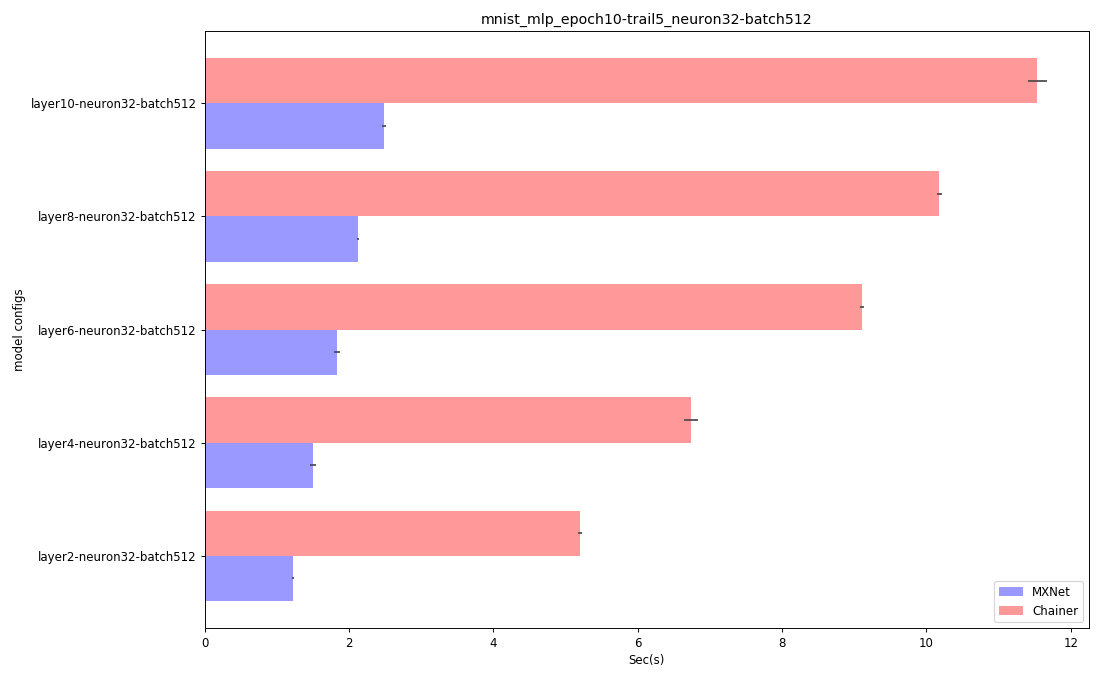 mnist_mlp_epoch10-trail5_neuron32-batch512
layer10-neuron32-batch512
layer8-neuron32-batch512
layer6-neuron32-batch512
layer4-neuron32-batch512
layer2-neuron32-batch512
model configs
MXNet
Chainer
0 2 4 6 8 10 12
Sec(s)